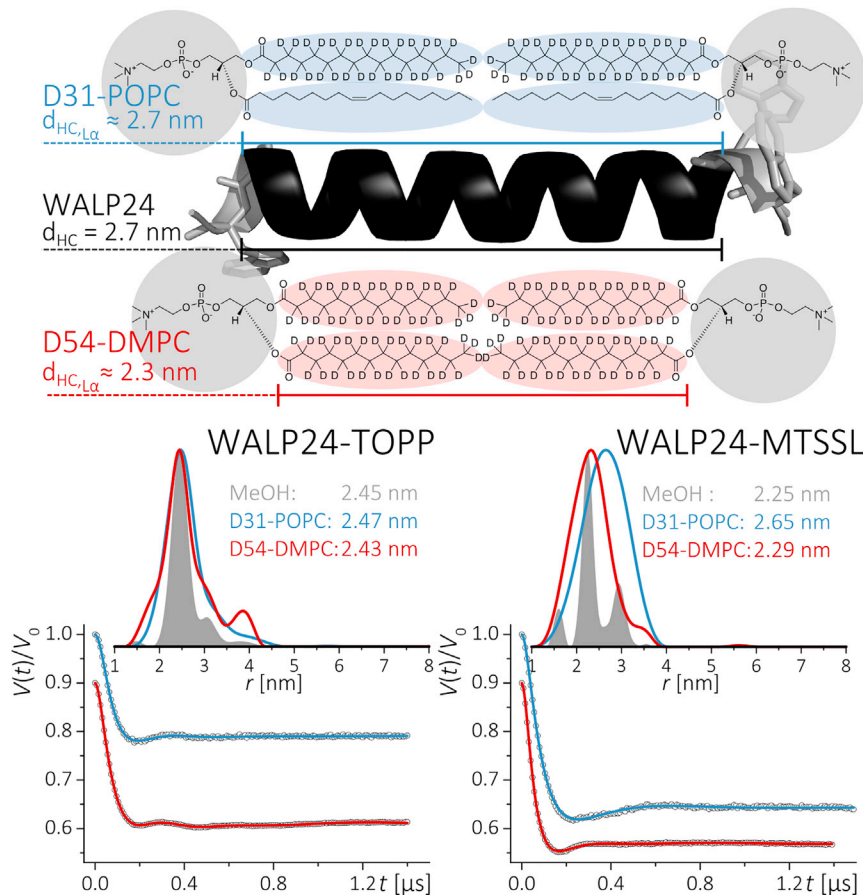 D31-POPC
d_HC,Lα ≈ 2.7 nm
WALP24
d_HC = 2.7 nm
D54-DMPC
d_HC,Lα ≈ 2.3 nm
WALP24-TOPP
MeOH: 2.45 nm
D31-POPC: 2.47 nm
D54-DMPC: 2.43 nm
1 2 3 4 5 6 7 8
r [nm]
V(t)/V₀
1.0
0.9
0.8
0.7
0.6
0.0 0.4 0.8 1.2 t [µs]
WALP24-MTSSL
MeOH : 2.25 nm
D31-POPC: 2.65 nm
D54-DMPC: 2.29 nm
1 2 3 4 5 6 7 8
r [nm]
V(t)/V₀
1.0
0.9
0.8
0.7
0.6
0.0 0.4 0.8 1.2 t [µs]